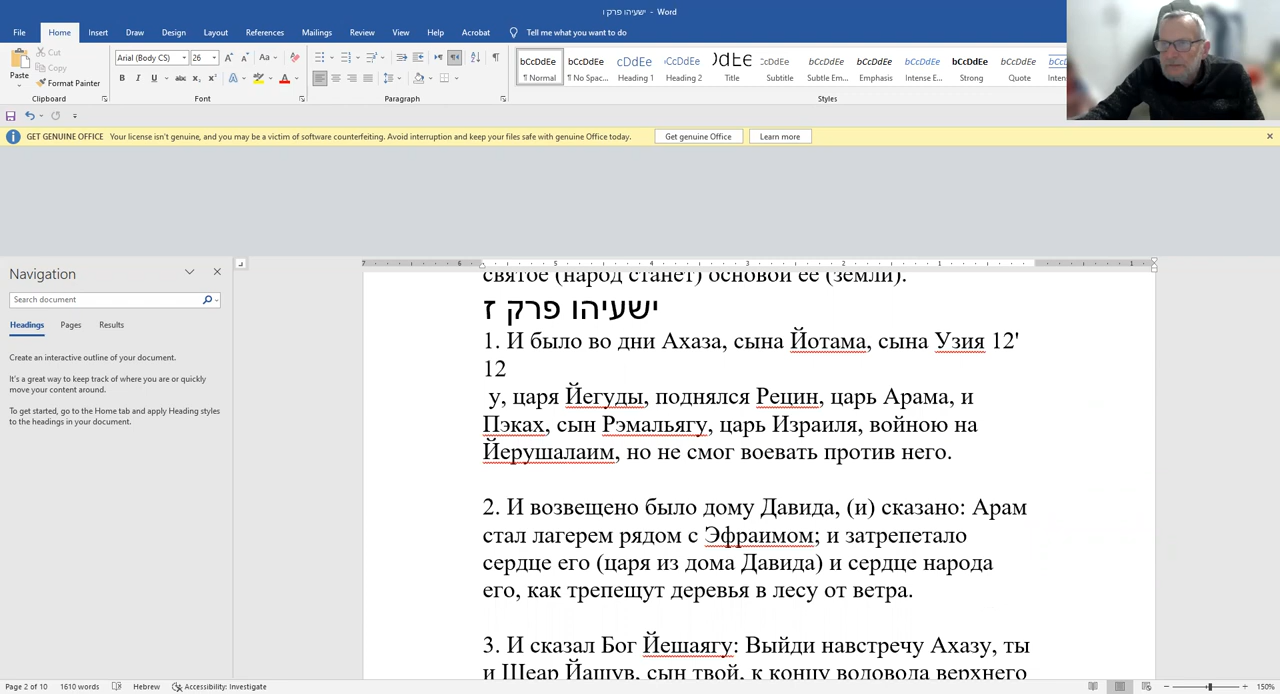 ישעיהו פרק ו - Word
File Home Insert Draw Design Layout References Mailings Review View Help Acrobat Tell me what you want to do
Paste Cut Copy Format Painter
Arial (Body CS) 26
AaBbCcDdEe
¶ Normal ¶ No Spac... Heading 1 Heading 2 Title Subtitle Subtle Em... Emphasis Intense E... Strong Quote
Clipboard Font Paragraph Styles
GET GENUINE OFFICE Your license isn't genuine, and you may be a victim of software counterfeiting. Avoid interruption and keep your files safe with genuine Office today. Get genuine Office Learn more
Navigation
Search document
Headings Pages Results
Create an interactive outline of your document.
It's a great way to keep track of where you are or quickly
move your content around.
To get started, go to the Home tab and apply Heading styles
to the headings in your document.
святое (народ станет) основой ее (земли).
ישעיהו פרק ז
1. И было во дни Ахаза, сына Йотама, сына Узия 12'
12
у, царя Йегуды, поднялся Рецин, царь Арама, и
Пэках, сын Рэмальягу, царь Израиля, войною на
Йерушалаим, но не смог воевать против него.
2. И возвещено было дому Давида, (и) сказано: Арам
стал лагерем рядом с Эфраимом; и затрепетало
сердце его (царя из дома Давида) и сердце народа
его, как трепещут деревья в лесу от ветра.
3. И сказал Бог Йешаягу: Выйди навстречу Ахазу, ты
и Шеар Йашув, сын твой, к концу водовода верхнего
Page 2 of 10 1610 words Hebrew Accessibility: Investigate 150%